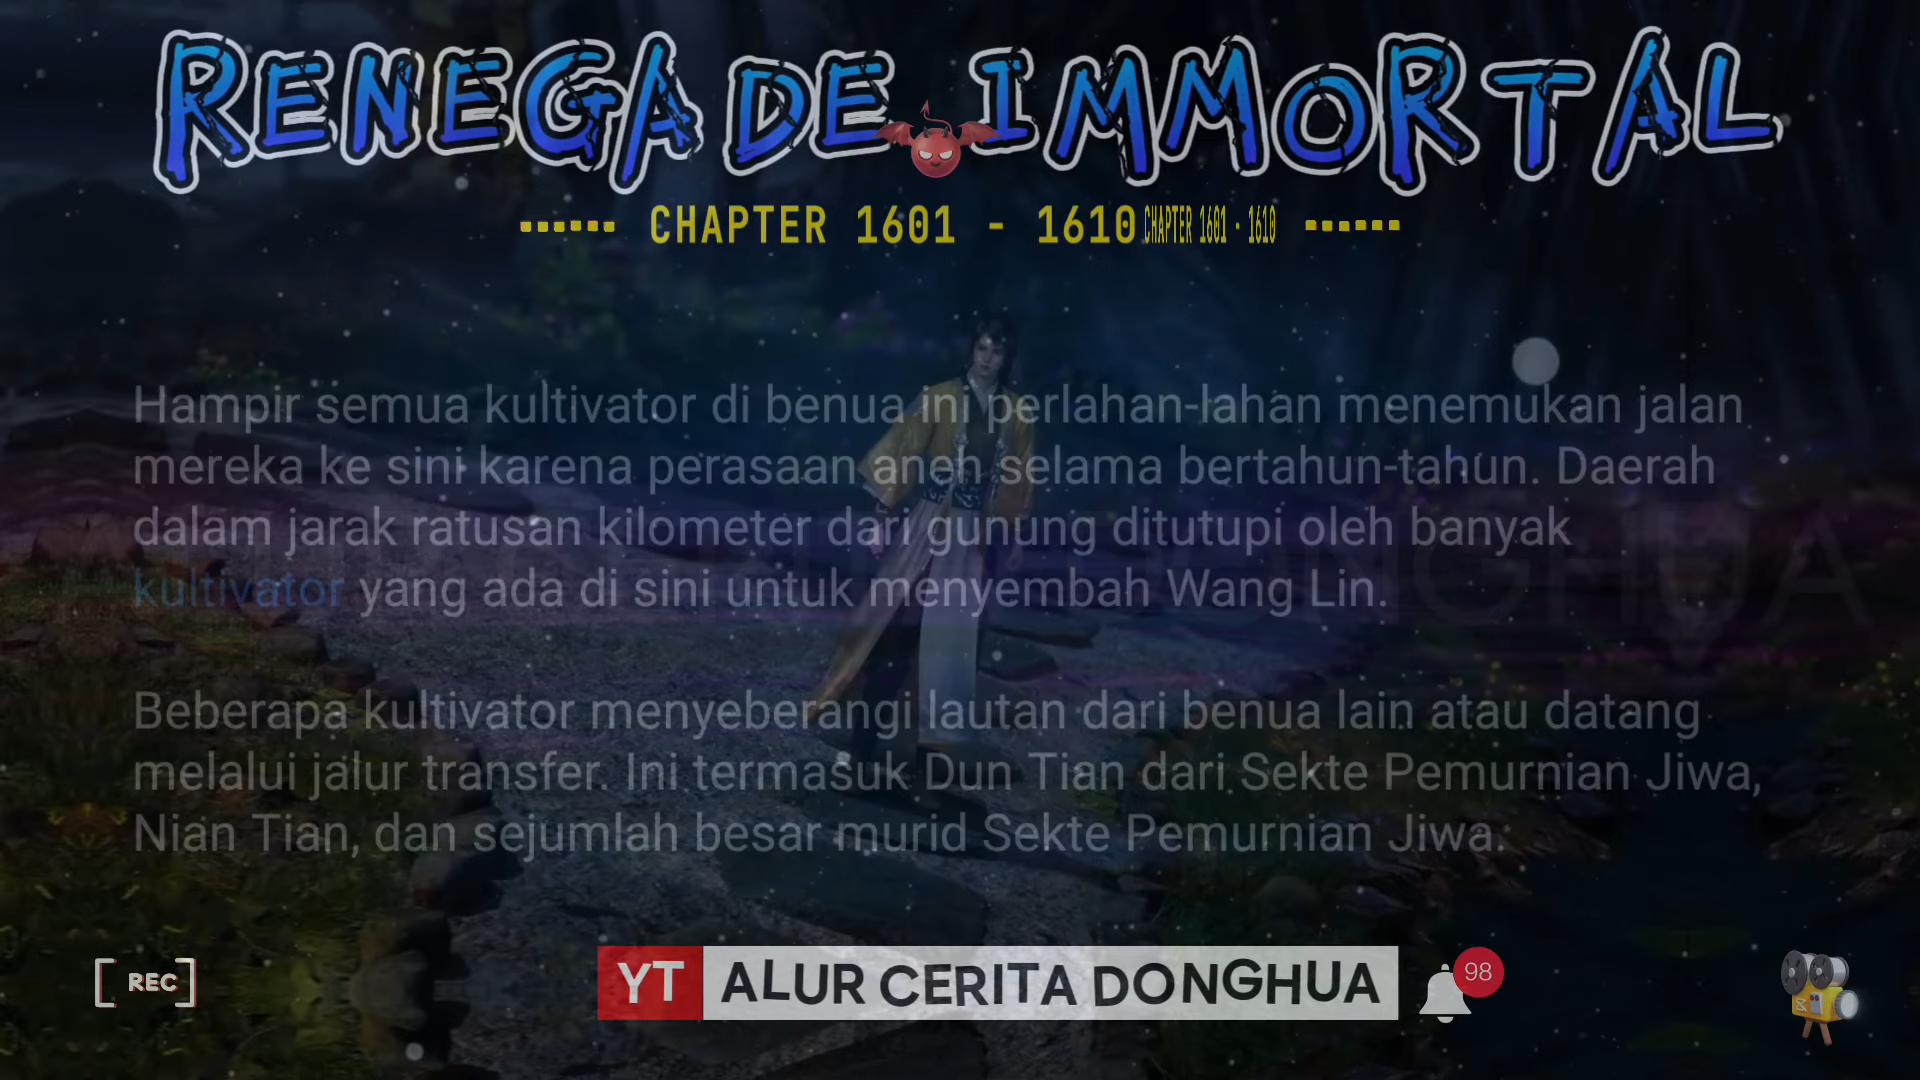 RENEGADE IMMORTAL
CHAPTER 1601 - 1610 CHAPTER 1601 - 1610
Hampir semua kultivator di benua ini perlahan-lahan menemukan jalan
mereka ke sini karena perasaan aneh selama bertahun-tahun. Daerah
dalam jarak ratusan kilometer dari gunung ditutupi oleh banyak
kultivator yang ada di sini untuk menyembah Wang Lin.
Beberapa kultivator menyeberangi lautan dari benua lain atau datang
melalui jalur transfer. Ini termasuk Dun Tian dari Sekte Pemurnian Jiwa,
Nian Tian, dan sejumlah besar murid Sekte Pemurnian Jiwa.
[ REC ]
YT ALUR CERITA DONGHUA
98